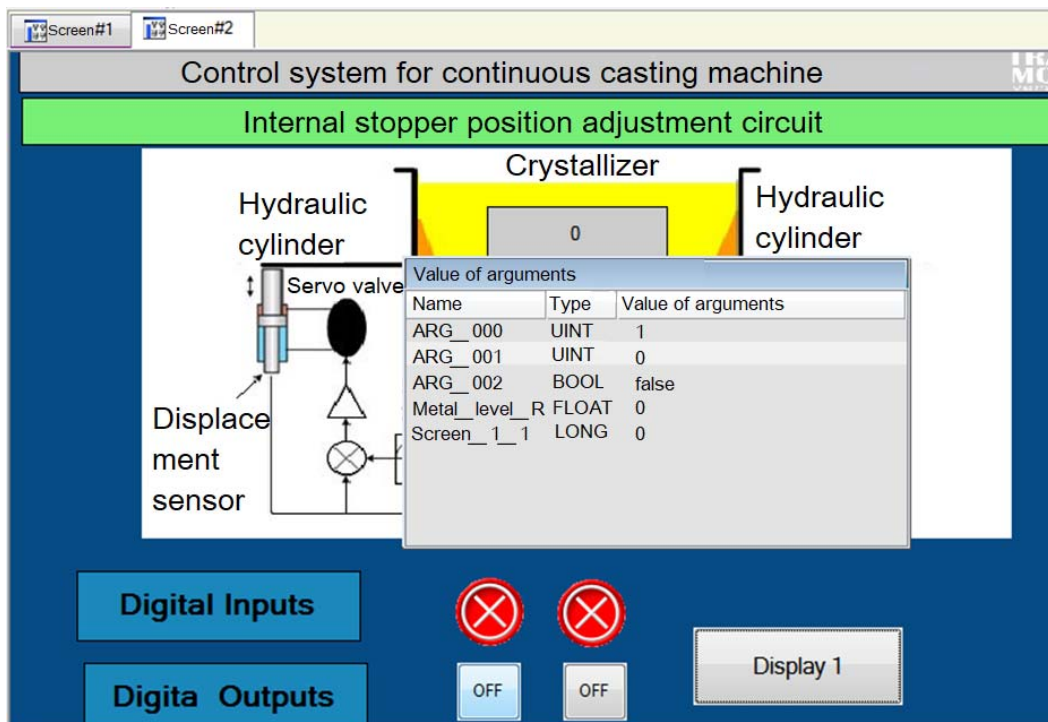 Screen#1
Screen#2
Control system for continuous casting machine
Internal stopper position adjustment circuit
Crystallizer
Hydraulic
cylinder
Hydraulic
cylinder
0
Servo valve
Displace
ment
sensor
Value of arguments
Name Type Value of arguments
ARG__000 UINT 1
ARG__001 UINT 0
ARG__002 BOOL false
Metal__level__R FLOAT 0
Screen__1__1 LONG 0
Digital Inputs
Digita Outputs
OFF
OFF
Display 1